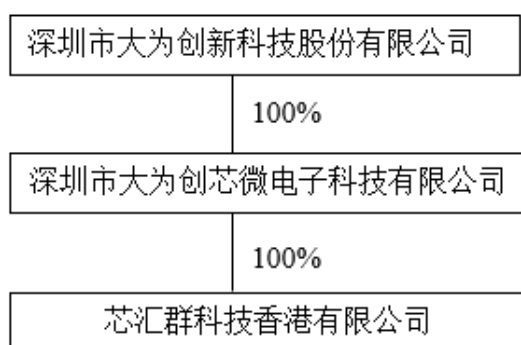 深圳市大为创新科技股份有限公司
100%
深圳市大为创芯微电子科技有限公司
100%
芯汇群科技香港有限公司